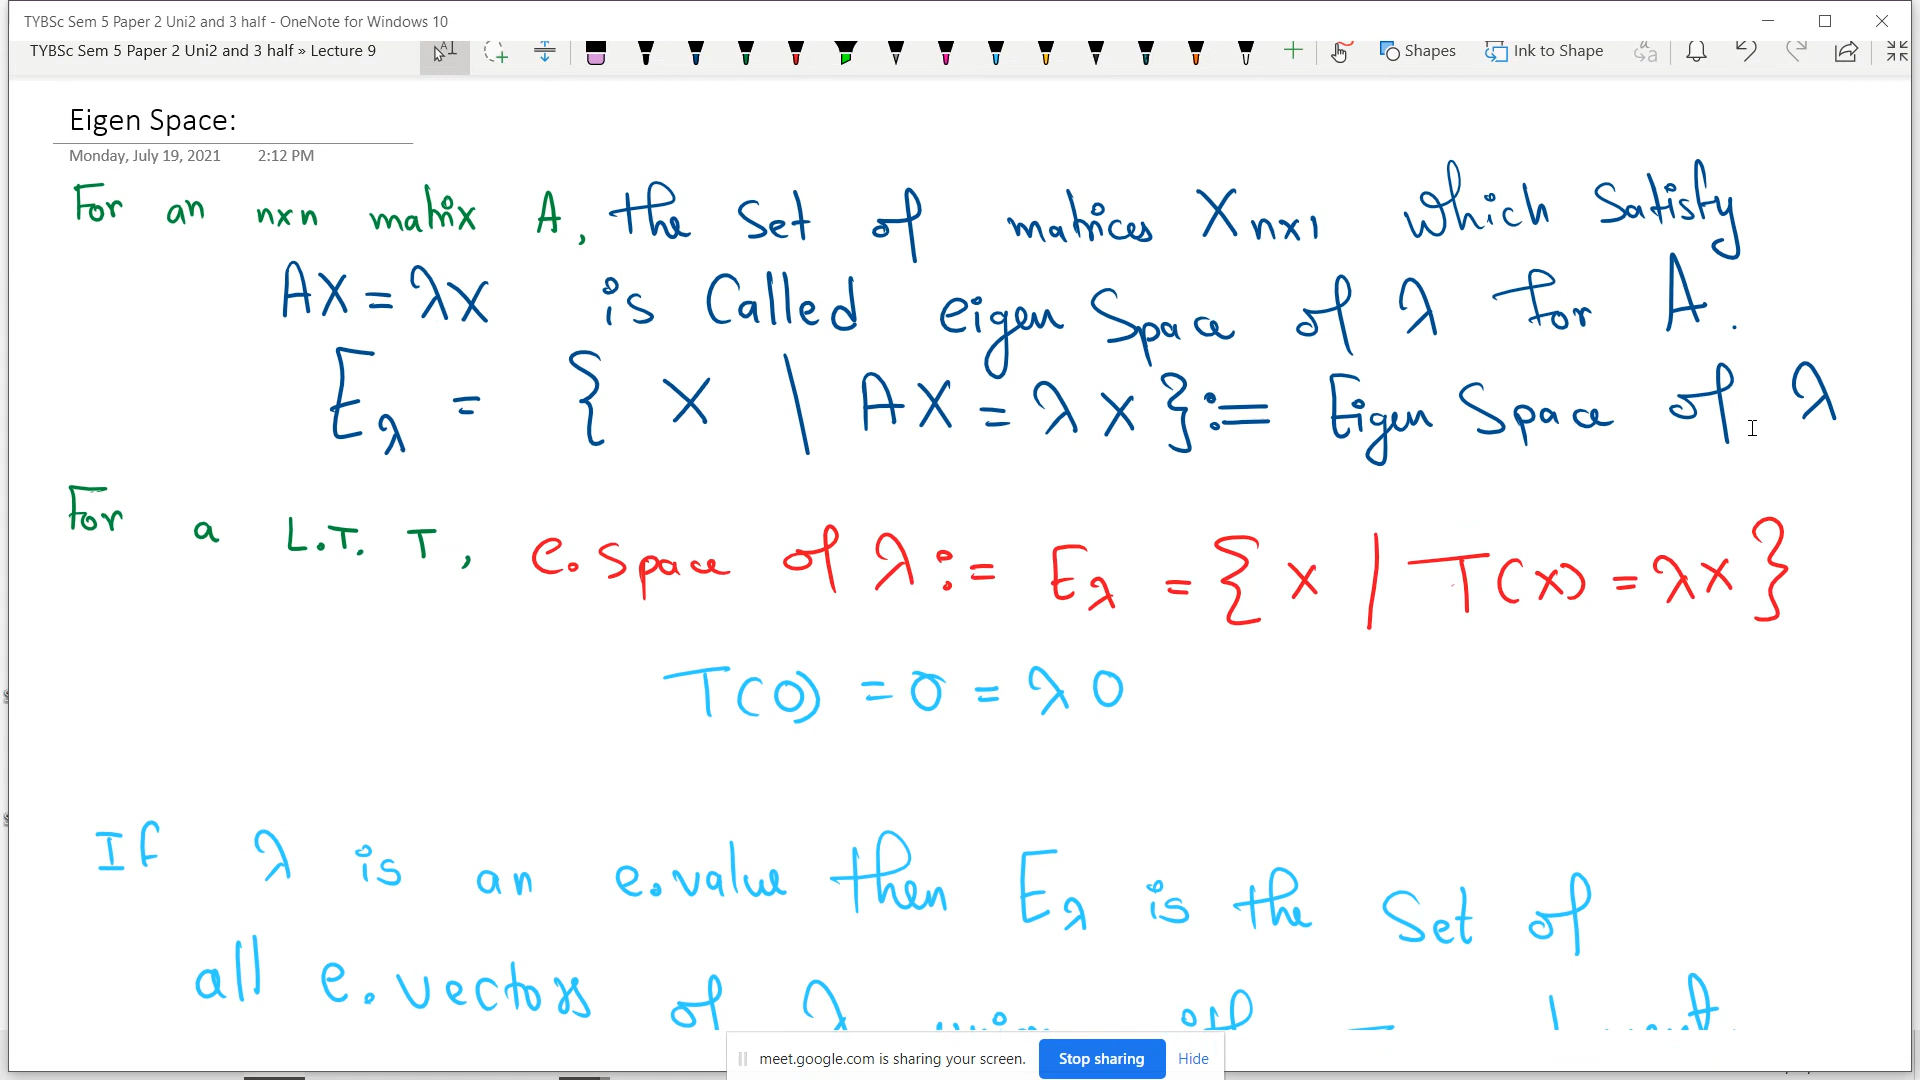 TYBSc Sem 5 Paper 2 Uni2 and 3 half - OneNote for Windows 10
TYBSc Sem 5 Paper 2 Uni2 and 3 half » Lecture 9
Shapes
Ink to Shape
Eigen Space:
Monday, July 19, 2021 2:12 PM
For an nxn matrix A, the set of matrices X nx1 which satisfy
AX = λX is called eigen space of λ for A.
Eλ = { X | AX = λX } := Eigen Space of λ
For a L.T. T, e. space of λ := Eλ = { x | T(x) = λx }
T(0) = 0 = λ0
If λ is an e.value then Eλ is the set of
all e.vectors of λ
meet.google.com is sharing your screen. Stop sharing Hide